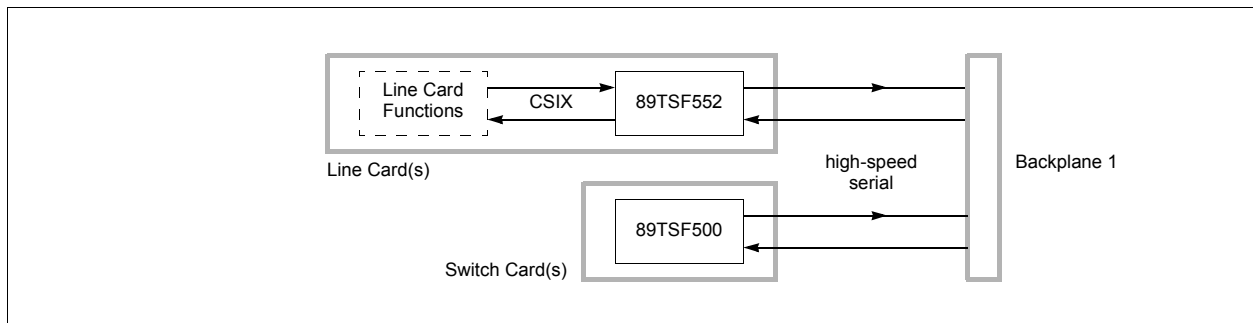 Line Card
Functions
CSIX
89TSF552
Line Card(s)
high-speed
serial
Backplane 1
89TSF500
Switch Card(s)